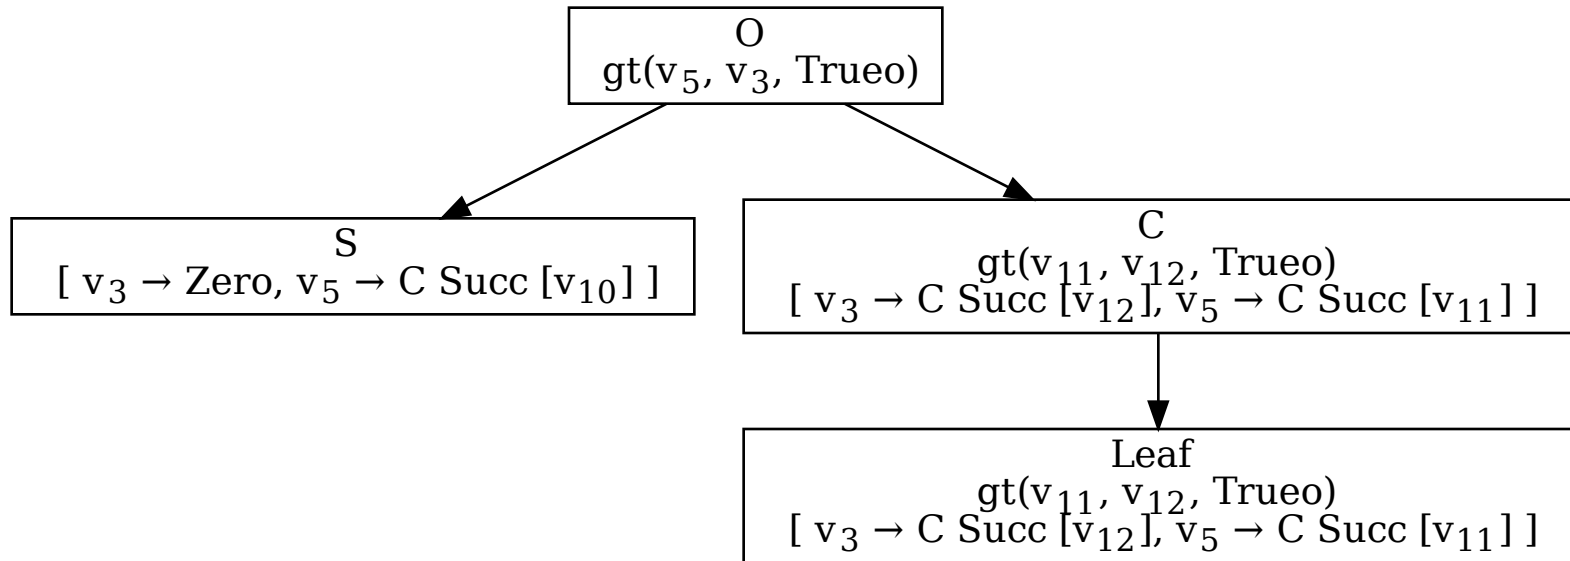 O
gt(v5, v3, Trueo)
S
[ v3 → Zero, v5 → C Succ [v10] ]
C
gt(v11, v12, Trueo)
[ v3 → C Succ [v12], v5 → C Succ [v11] ]
Leaf
gt(v11, v12, Trueo)
[ v3 → C Succ [v12], v5 → C Succ [v11] ]